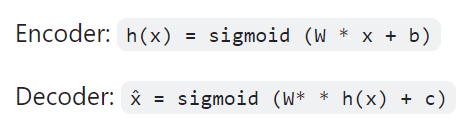 Encoder: h(x) = sigmoid (W * x + b)
Decoder: x̂ = sigmoid (W* * h(x) + c)